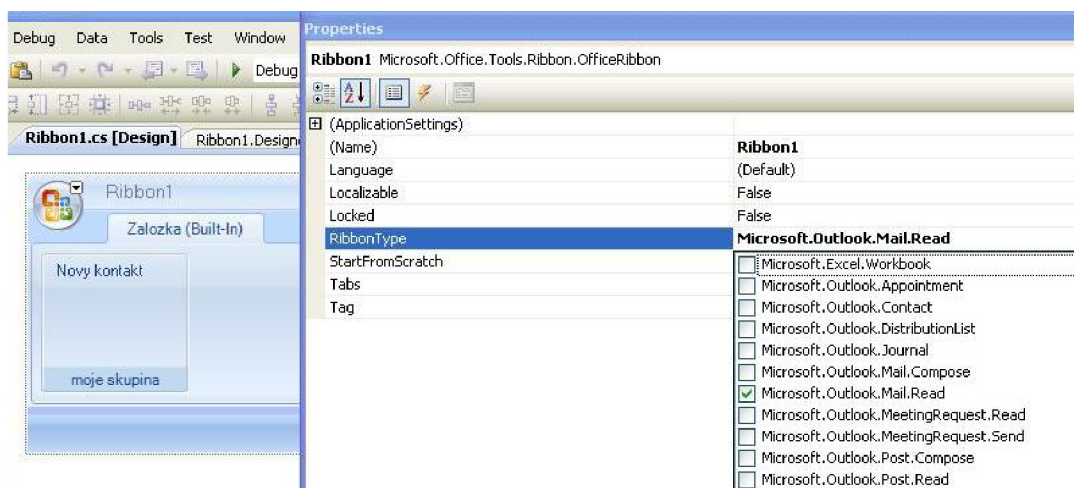 Debug Data Tools Test Window
Debug
Ribbon1.cs [Design] Ribbon1.Design
Ribbon1
Zalozka (Built-In)
Novy kontakt
moje skupina
Properties
Ribbon1 Microsoft.Office.Tools.Ribbon.OfficeRibbon
(ApplicationSettings)
(Name) Ribbon1
Language (Default)
Localizable False
Locked False
RibbonType Microsoft.Outlook.Mail.Read
StartFromScratch
Tabs
Tag
Microsoft.Excel.Workbook
Microsoft.Outlook.Appointment
Microsoft.Outlook.Contact
Microsoft.Outlook.DistributionList
Microsoft.Outlook.Journal
Microsoft.Outlook.Mail.Compose
Microsoft.Outlook.Mail.Read
Microsoft.Outlook.MeetingRequest.Read
Microsoft.Outlook.MeetingRequest.Send
Microsoft.Outlook.Post.Compose
Microsoft.Outlook.Post.Read